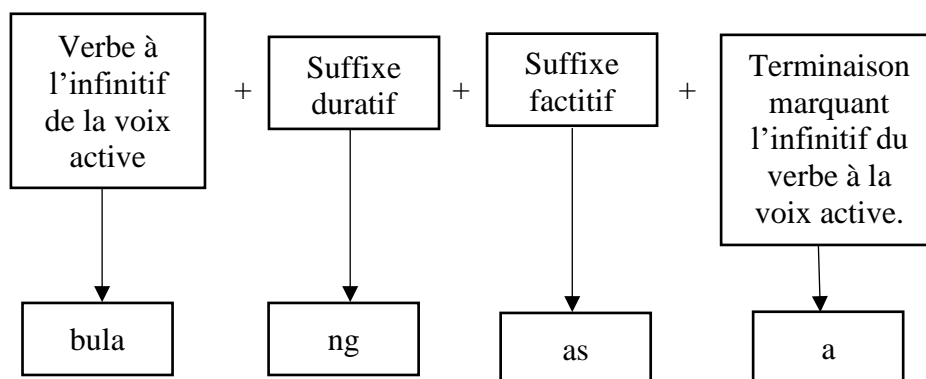 Verbe à
l’infinitif
de la voix
active
+
Suffixe
duratif
+
Suffixe
factitif
+
Terminaison
marquant
l’infinitif du
verbe à la
voix active.
bula
ng
as
a